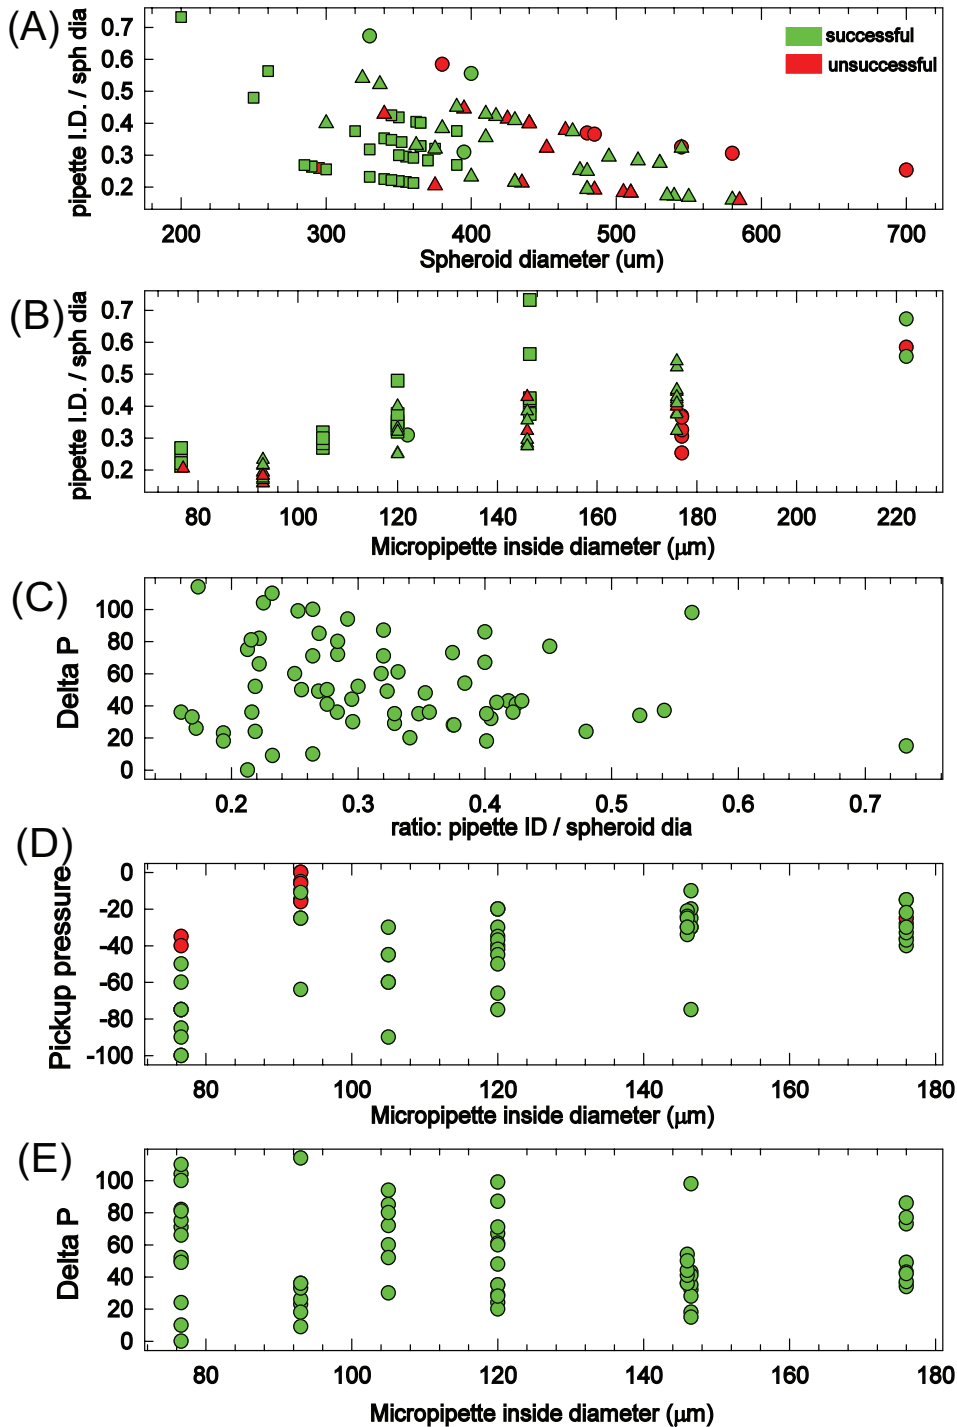 (A)
pipette I.D. / sph dia
0.7
0.6
0.5
0.4
0.3
0.2
successful
unsuccessful
200 300 400 500 600 700
Spheroid diameter (um)
(B)
pipette I.D. / sph dia
0.7
0.6
0.5
0.4
0.3
0.2
80 100 120 140 160 180 200 220
Micropipette inside diameter (μm)
(C)
Delta P
100
80
60
40
20
0
0.2 0.3 0.4 0.5 0.6 0.7
ratio: pipette ID / spheroid dia
(D)
Pickup pressure
0
-20
-40
-60
-80
-100
80 100 120 140 160 180
Micropipette inside diameter (μm)
(E)
Delta P
100
80
60
40
20
0
80 100 120 140 160 180
Micropipette inside diameter (μm)